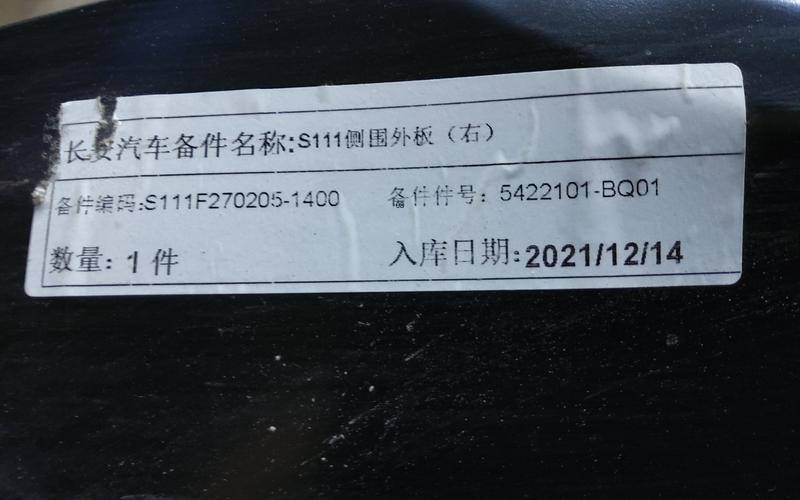 长安汽车备件名称:S111侧围外板（右）
备件编码:S111F270205-1400 备件件号: 5422101-BQ01
数量: 1 件 入库日期:2021/12/14